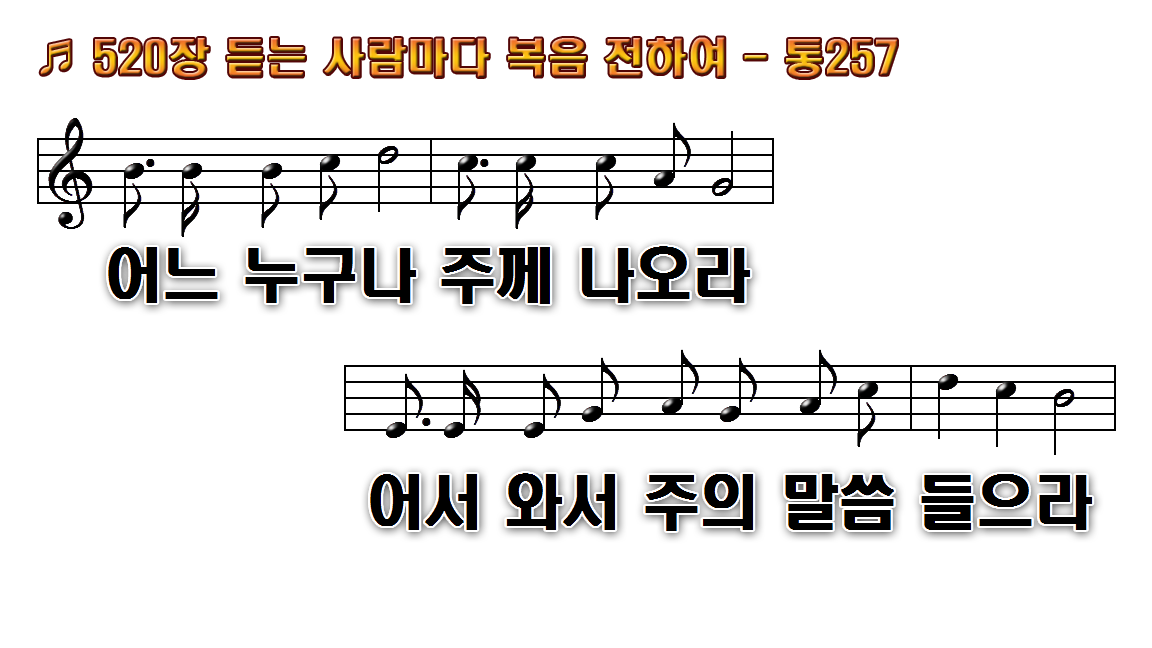 ♬ 520장 듣는 사람마다 복음 전하여 - 통257
어느 누구나 주께 나오라
어서 와서 주의 말씀 들으라